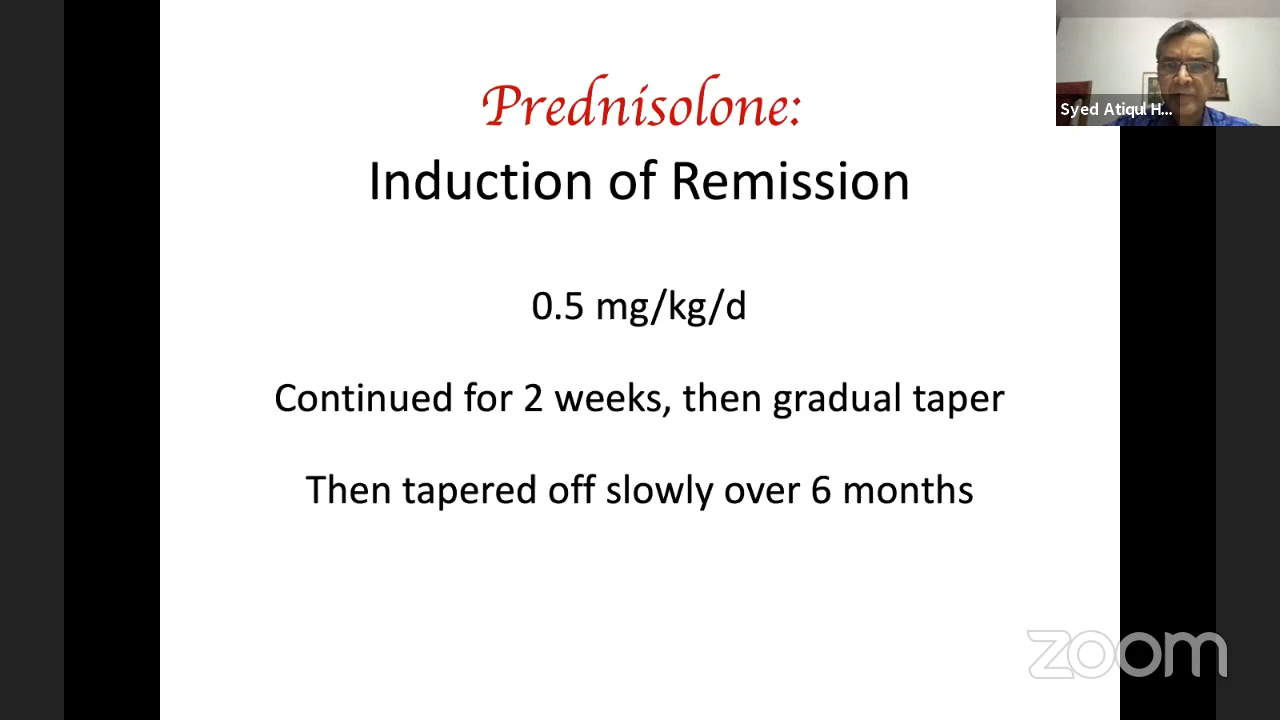 Syed Atiqul H...
Prednisolone:
Induction of Remission
0.5 mg/kg/d
Continued for 2 weeks, then gradual taper
Then tapered off slowly over 6 months
zoom